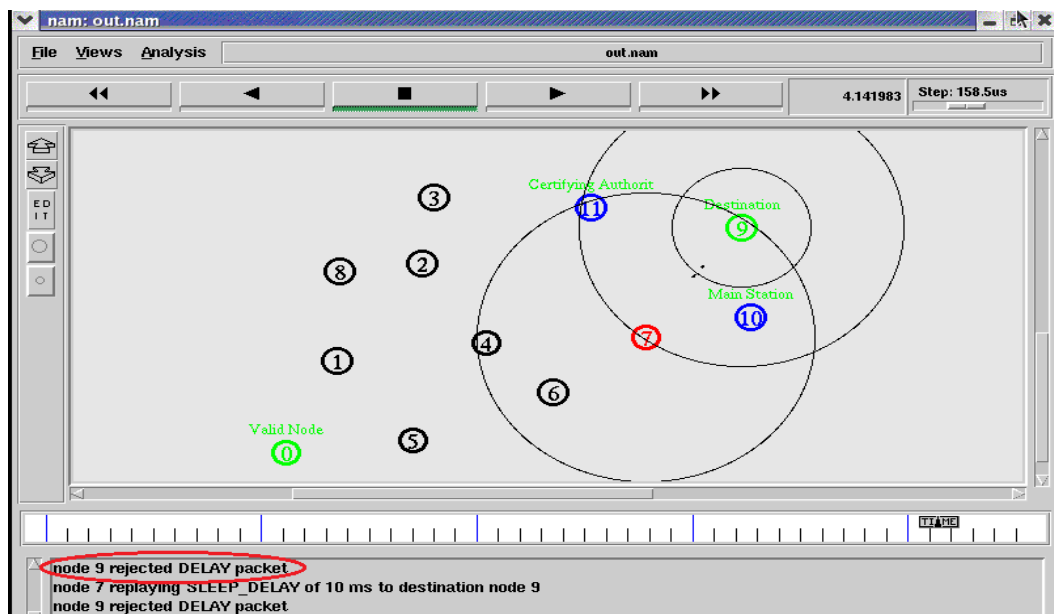 nam: out.nam
File Views Analysis out.nam
4.141983 Step: 158.5us
ED
IT
3
Certifying Authorit
11
Destination
9
2
8
Main Station
10
7
4
1
6
Valid Node
0
5
TIME
node 9 rejected DELAY packet
node 7 replaying SLEEP_DELAY of 10 ms to destination node 9
node 9 rejected DELAY packet